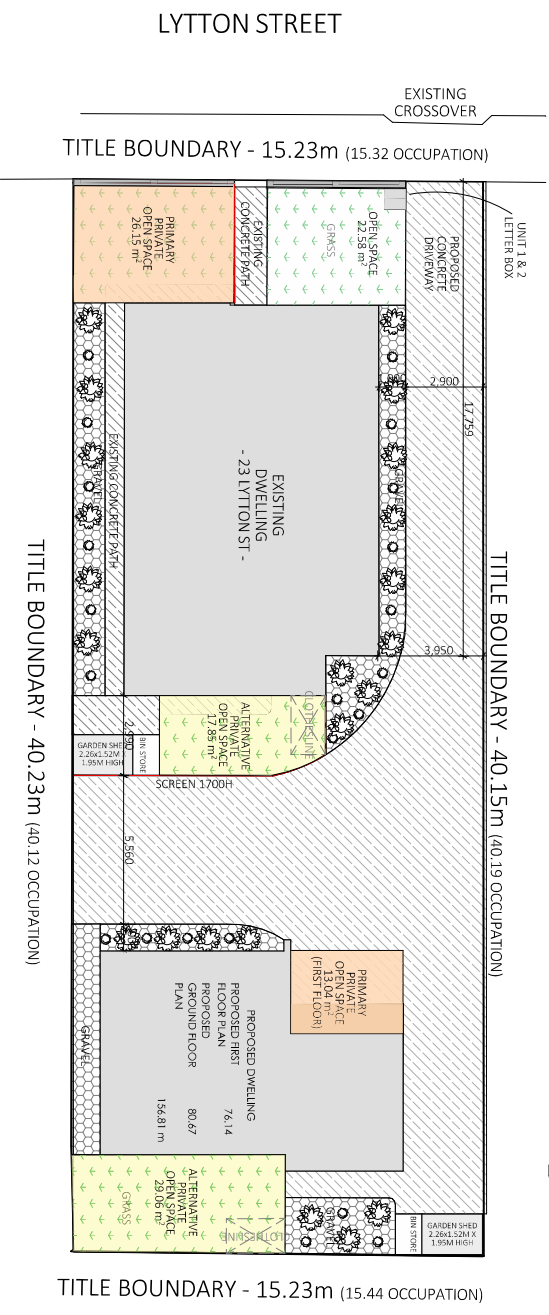 LYTTON STREET
EXISTING
CROSSOVER
TITLE BOUNDARY - 15.23m (15.32 OCCUPATION)
PRIMARY
PRIVATE
OPEN SPACE
26.15 m²
EXISTING
CONCRETE PATH
OPEN SPACE
22.58 m²
GRASS
PROPOSED
CONCRETE
DRIVEWAY
UNIT 1 & 2
LETTER BOX
2,900
17,759
EXISTING CONCRETE PATH
GRAVEL
EXISTING
DWELLING
- 23 LYTTON ST -
GRAVEL
TITLE BOUNDARY - 40.23m (40.12 OCCUPATION)
TITLE BOUNDARY - 40.15m (40.19 OCCUPATION)
3,950
CLOTHESLINE
ALTERNATIVE
PRIVATE
OPEN SPACE
17.85 m²
2,990
GARDEN SHED
2.26x1.52M X
1.95M HIGH
BIN STORE
SCREEN 1700H
5,560
PRIMARY
PRIVATE
OPEN SPACE
13.04 m²
(FIRST FLOOR)
PROPOSED DWELLING
PROPOSED FIRST
FLOOR PLAN 76.14
PROPOSED
GROUND FLOOR
PLAN 80.67
156.81 m
GRAVEL
ALTERNATIVE
PRIVATE
OPEN SPACE
29.06 m²
GRASS
CLOTHESLINE
GRAVEL
BIN STORE
GARDEN SHED
2.26x1.52M X
1.95M HIGH
TITLE BOUNDARY - 15.23m (15.44 OCCUPATION)